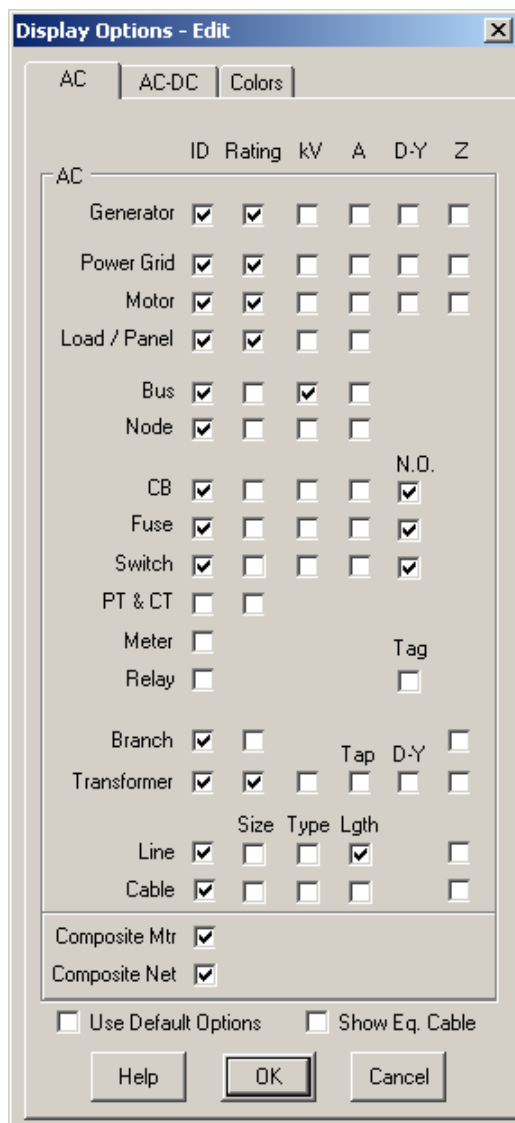 Display Options - Edit
AC AC-DC Colors
ID Rating kV A D-Y Z
AC
Generator
Power Grid
Motor
Load / Panel
Bus
Node
N.O.
CB
Fuse
Switch
PT & CT
Meter
Tag
Relay
Branch
Tap D-Y
Transformer
Size Type Lgth
Line
Cable
Composite Mtr
Composite Net
Use Default Options Show Eq. Cable
Help OK Cancel